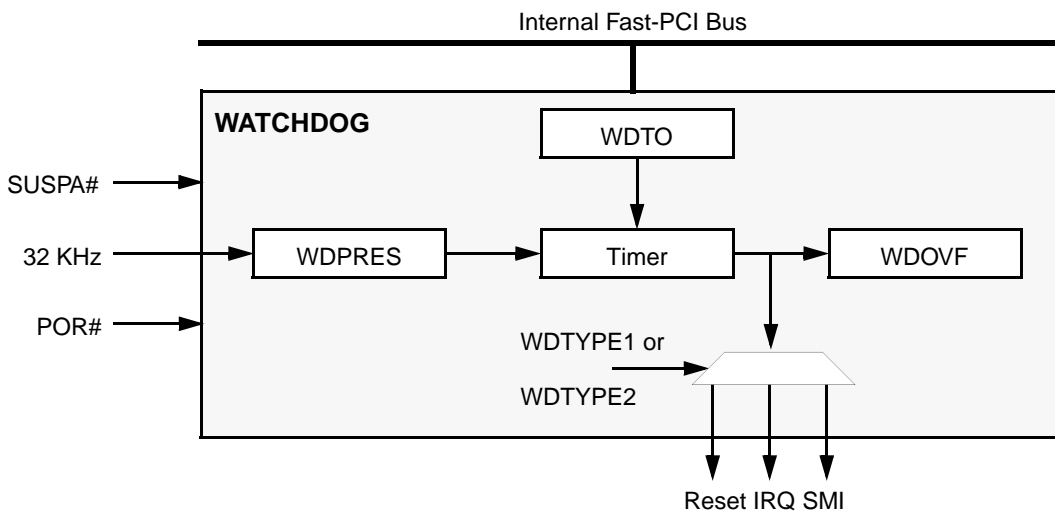 Internal Fast-PCI Bus
WATCHDOG
WDTO
SUSPA#
32 KHz
WDPRES
Timer
WDOVF
POR#
WDTYPE1 or
WDTYPE2
Reset IRQ SMI